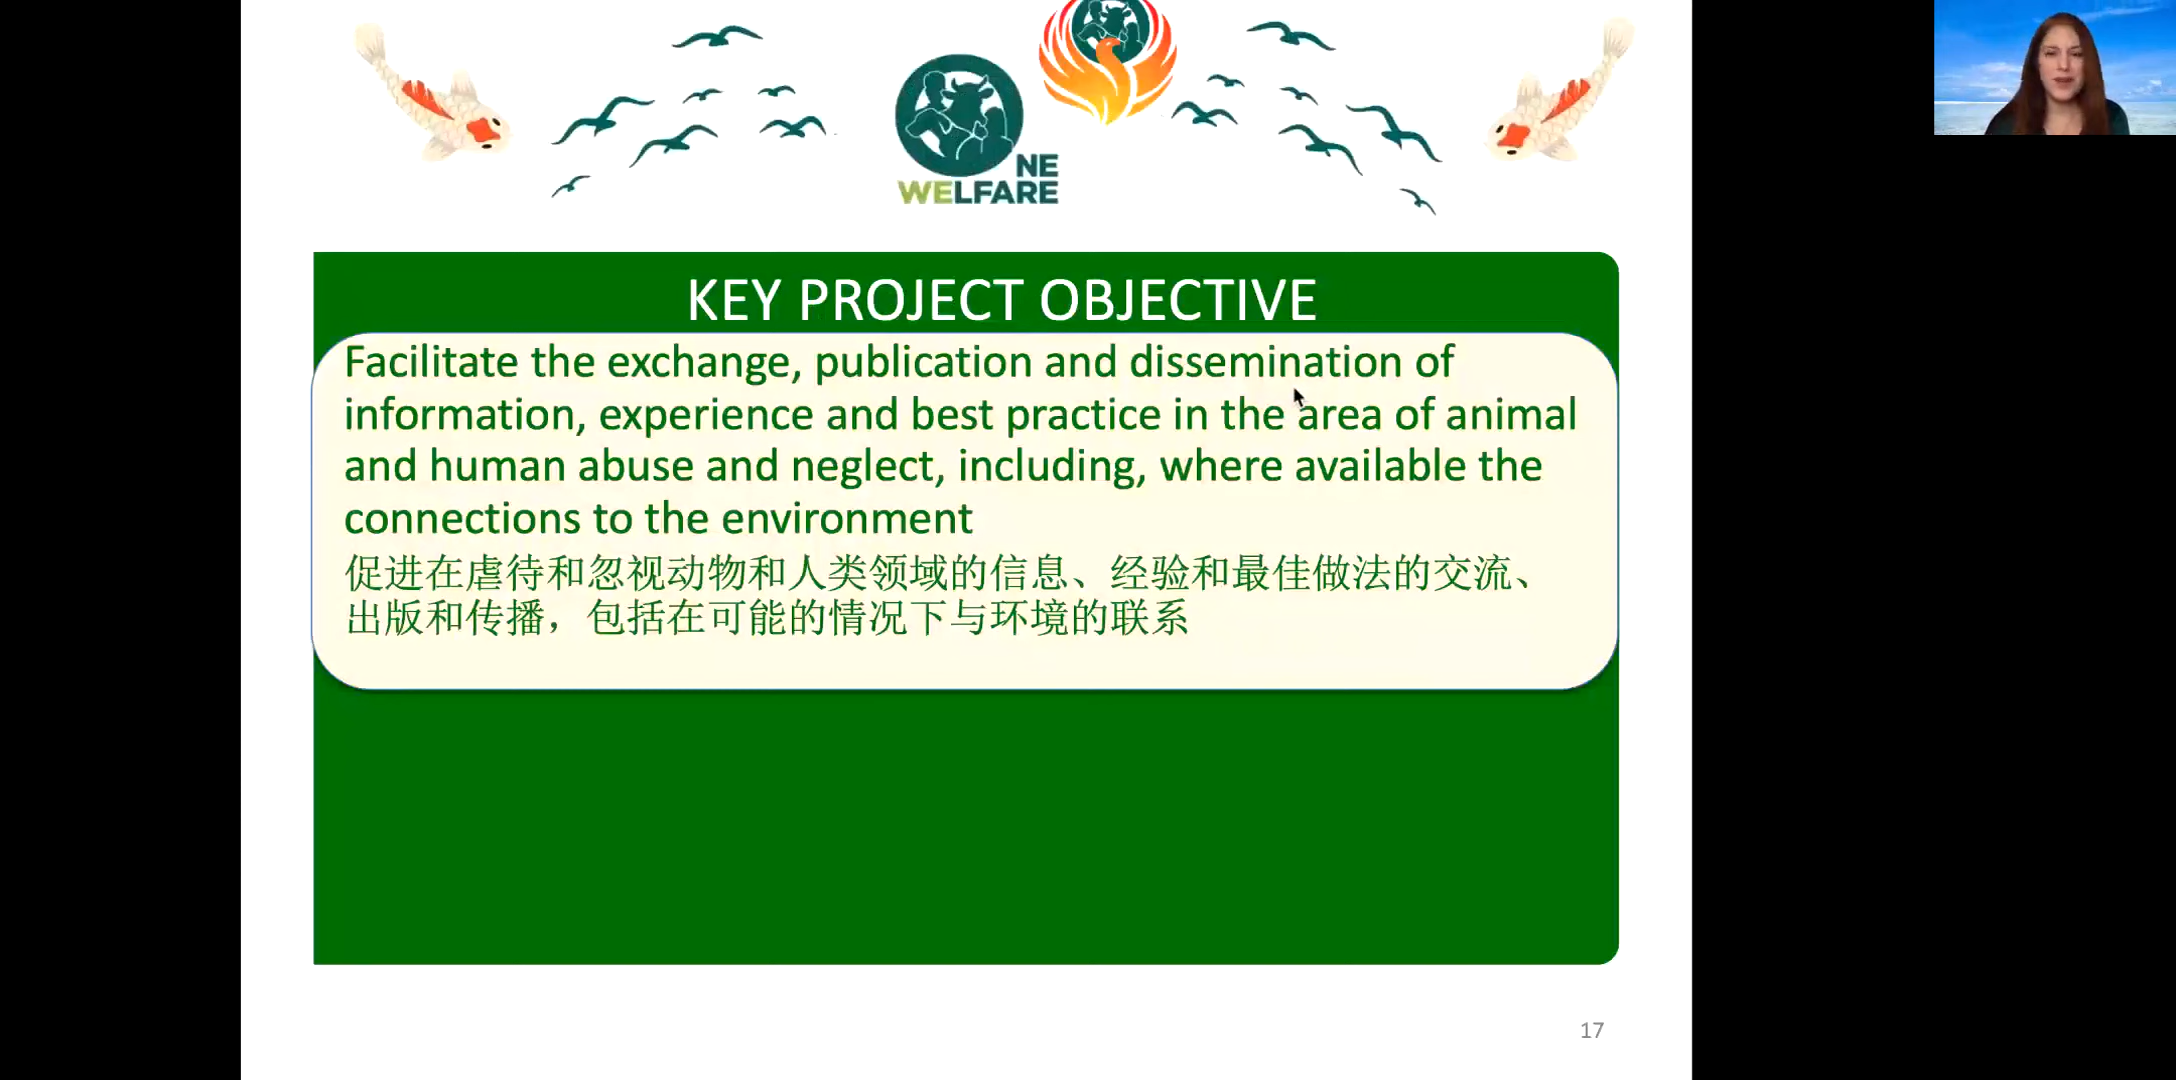 NE
WELFARE
KEY PROJECT OBJECTIVE
Facilitate the exchange, publication and dissemination of
information, experience and best practice in the area of animal
and human abuse and neglect, including, where available the
connections to the environment
促进在虐待和忽视动物和人类领域的信息、经验和最佳做法的交流、
出版和传播，包括在可能的情况下与环境的联系
17